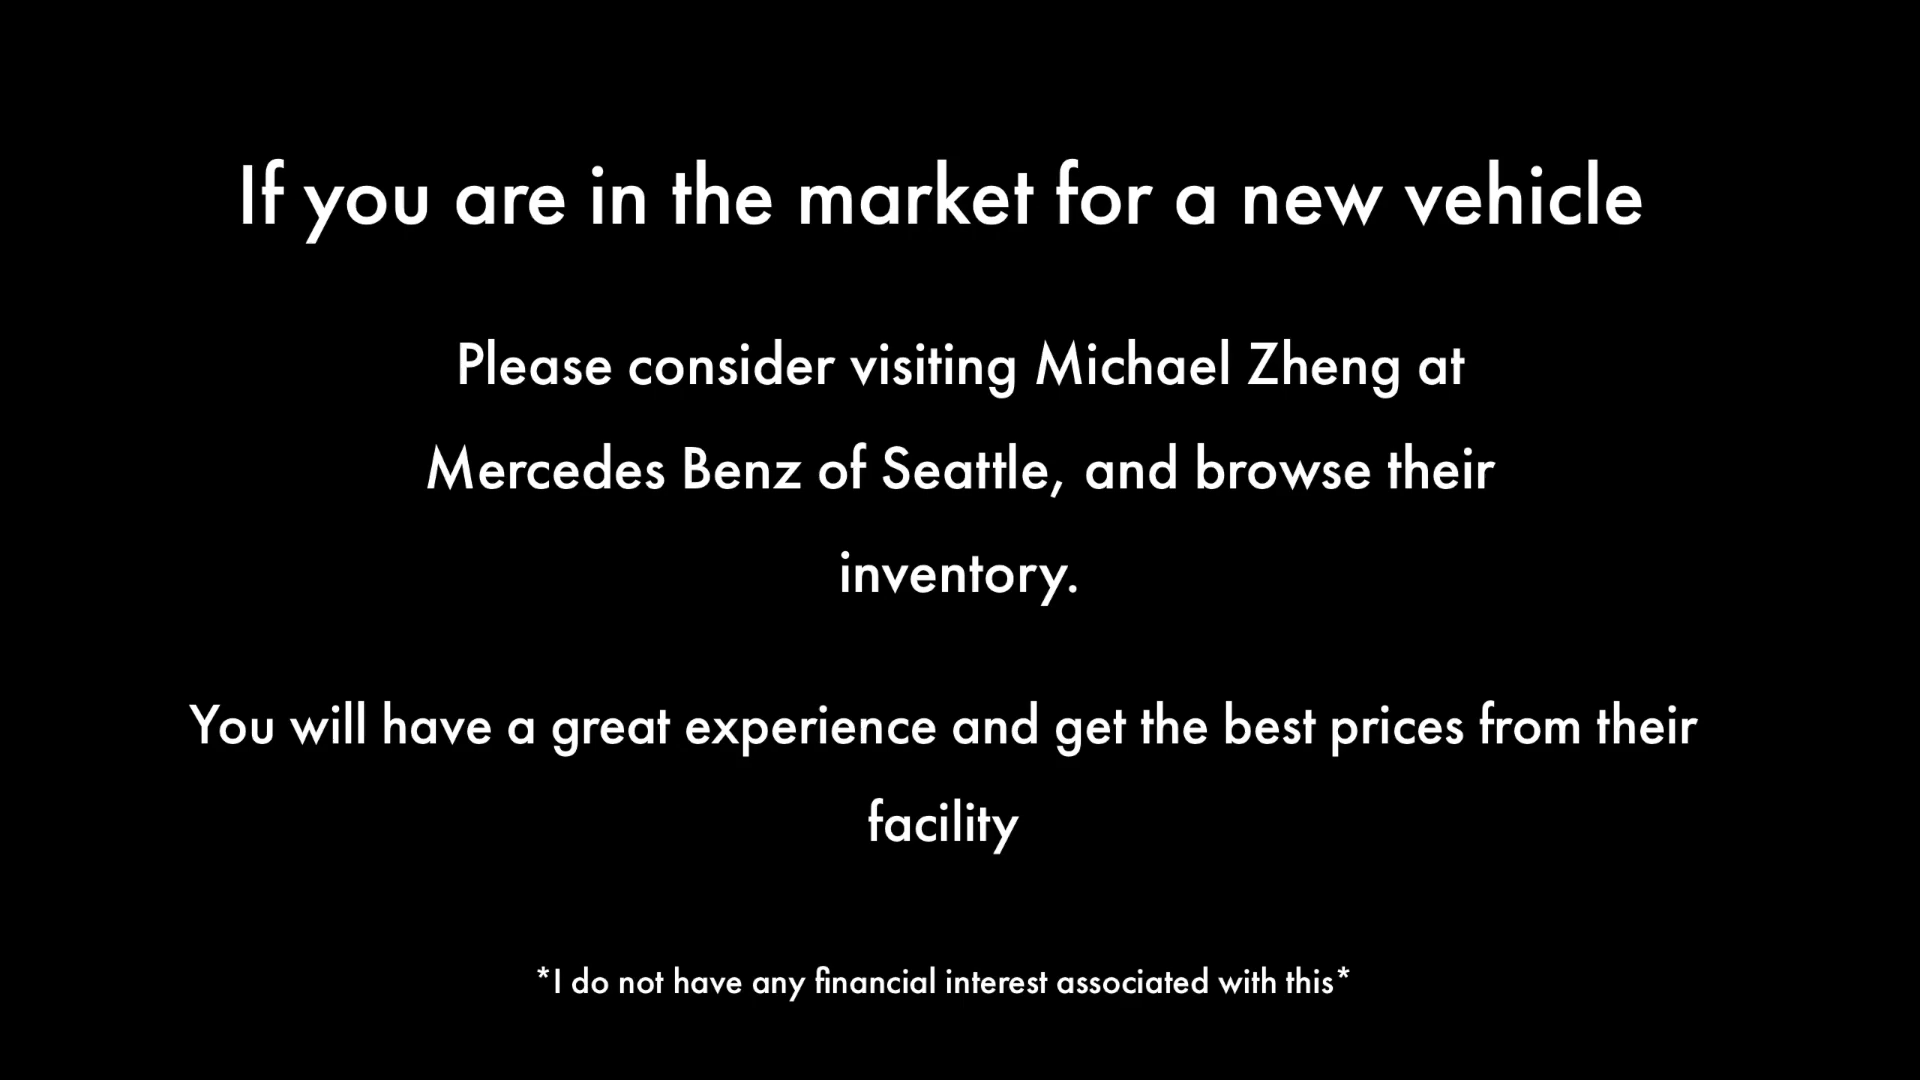 If you are in the market for a new vehicle
Please consider visiting Michael Zheng at
Mercedes Benz of Seattle, and browse their
inventory.
You will have a great experience and get the best prices from their
facility
*I do not have any financial interest associated with this*